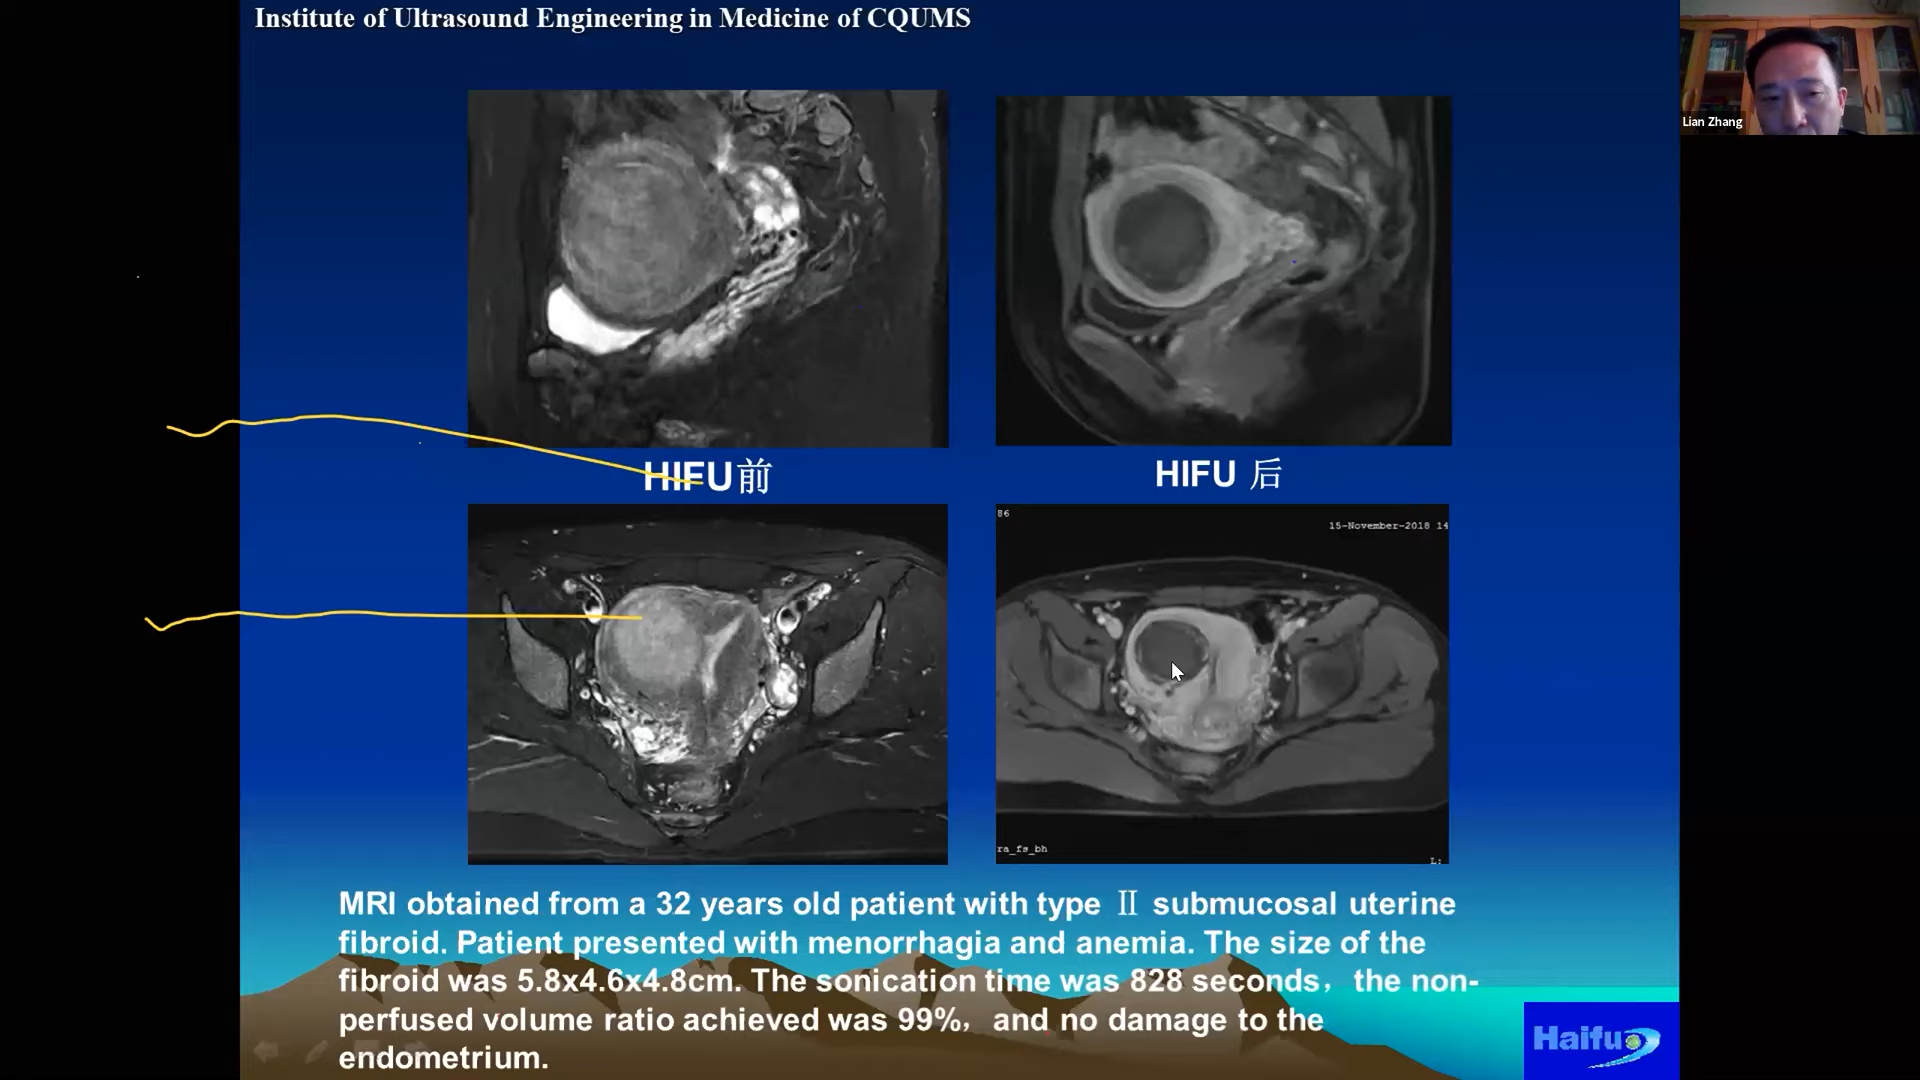 Institute of Ultrasound Engineering in Medicine of CQUMS
Lian Zhang
HIFU前
HIFU 后
86
15-November-2018 14
ra_fs_bh
L:
MRI obtained from a 32 years old patient with type Ⅱ submucosal uterine
fibroid. Patient presented with menorrhagia and anemia. The size of the
fibroid was 5.8x4.6x4.8cm. The sonication time was 828 seconds，the non-
perfused volume ratio achieved was 99%，and no damage to the
endometrium.
Haifu